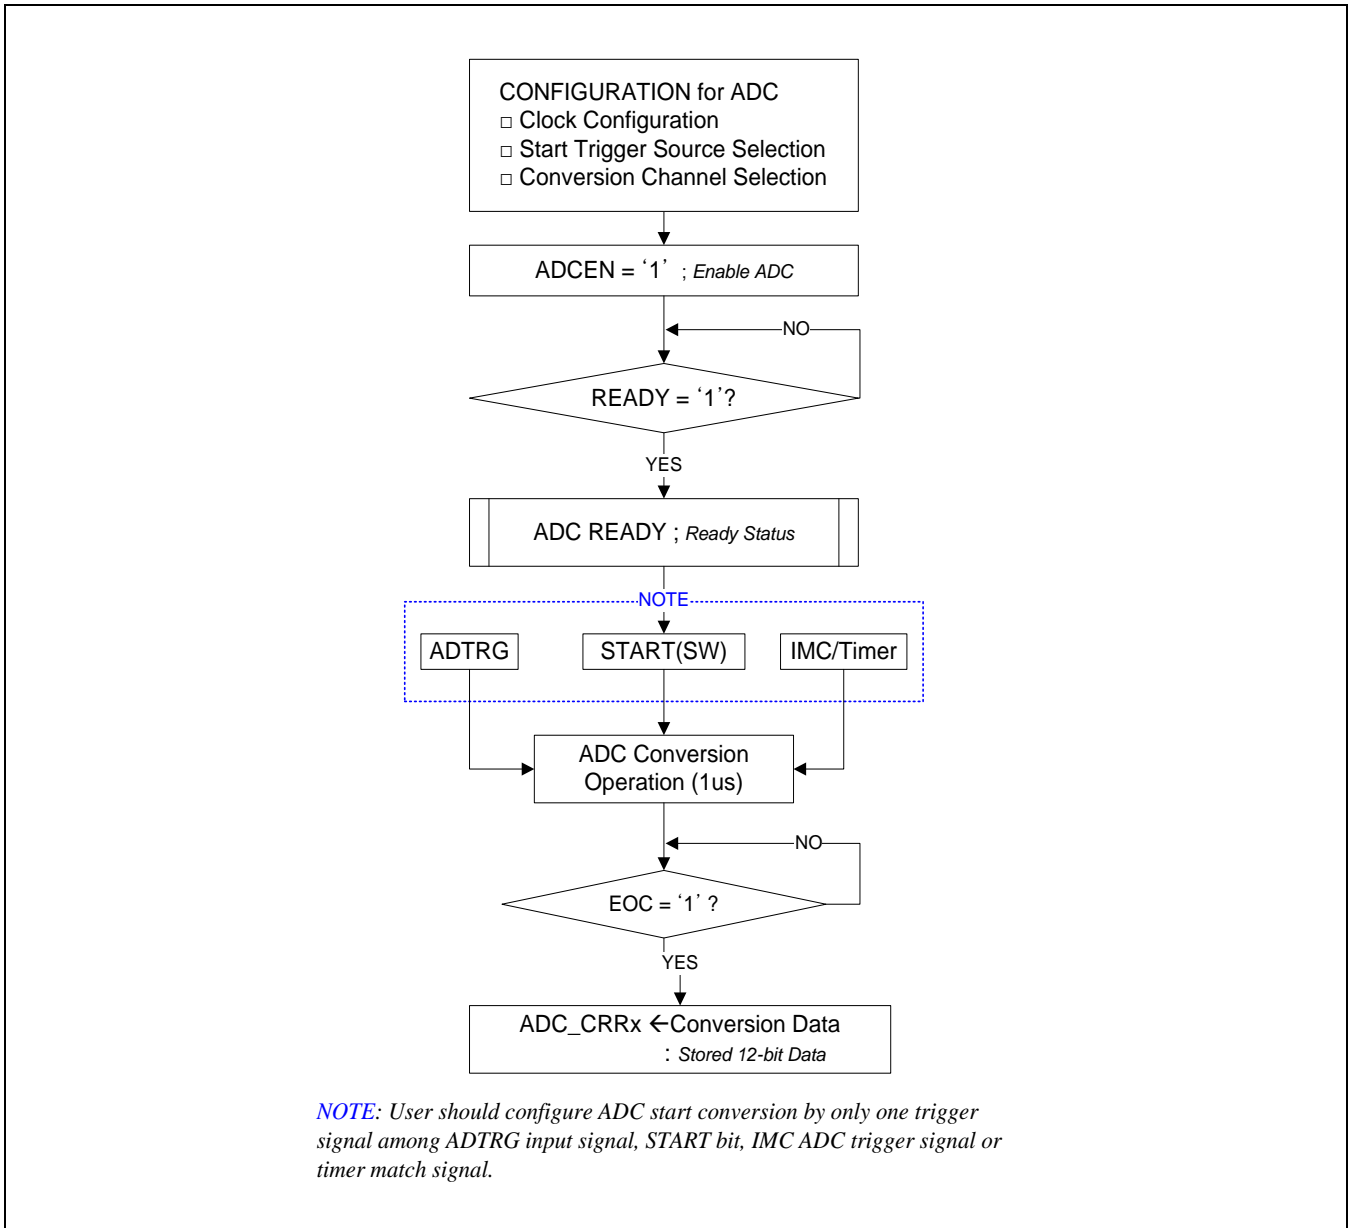 CONFIGURATION for ADC
□ Clock Configuration
□ Start Trigger Source Selection
□ Conversion Channel Selection
ADCEN = ‘1’ ; Enable ADC
NO
READY = ‘1’?
YES
ADC READY ; Ready Status
NOTE
ADTRG
START(SW)
IMC/Timer
ADC Conversion
Operation (1us)
NO
EOC = ‘1’ ?
YES
ADC_CRRx ←Conversion Data
: Stored 12-bit Data
NOTE: User should configure ADC start conversion by only one trigger
signal among ADTRG input signal, START bit, IMC ADC trigger signal or
timer match signal.